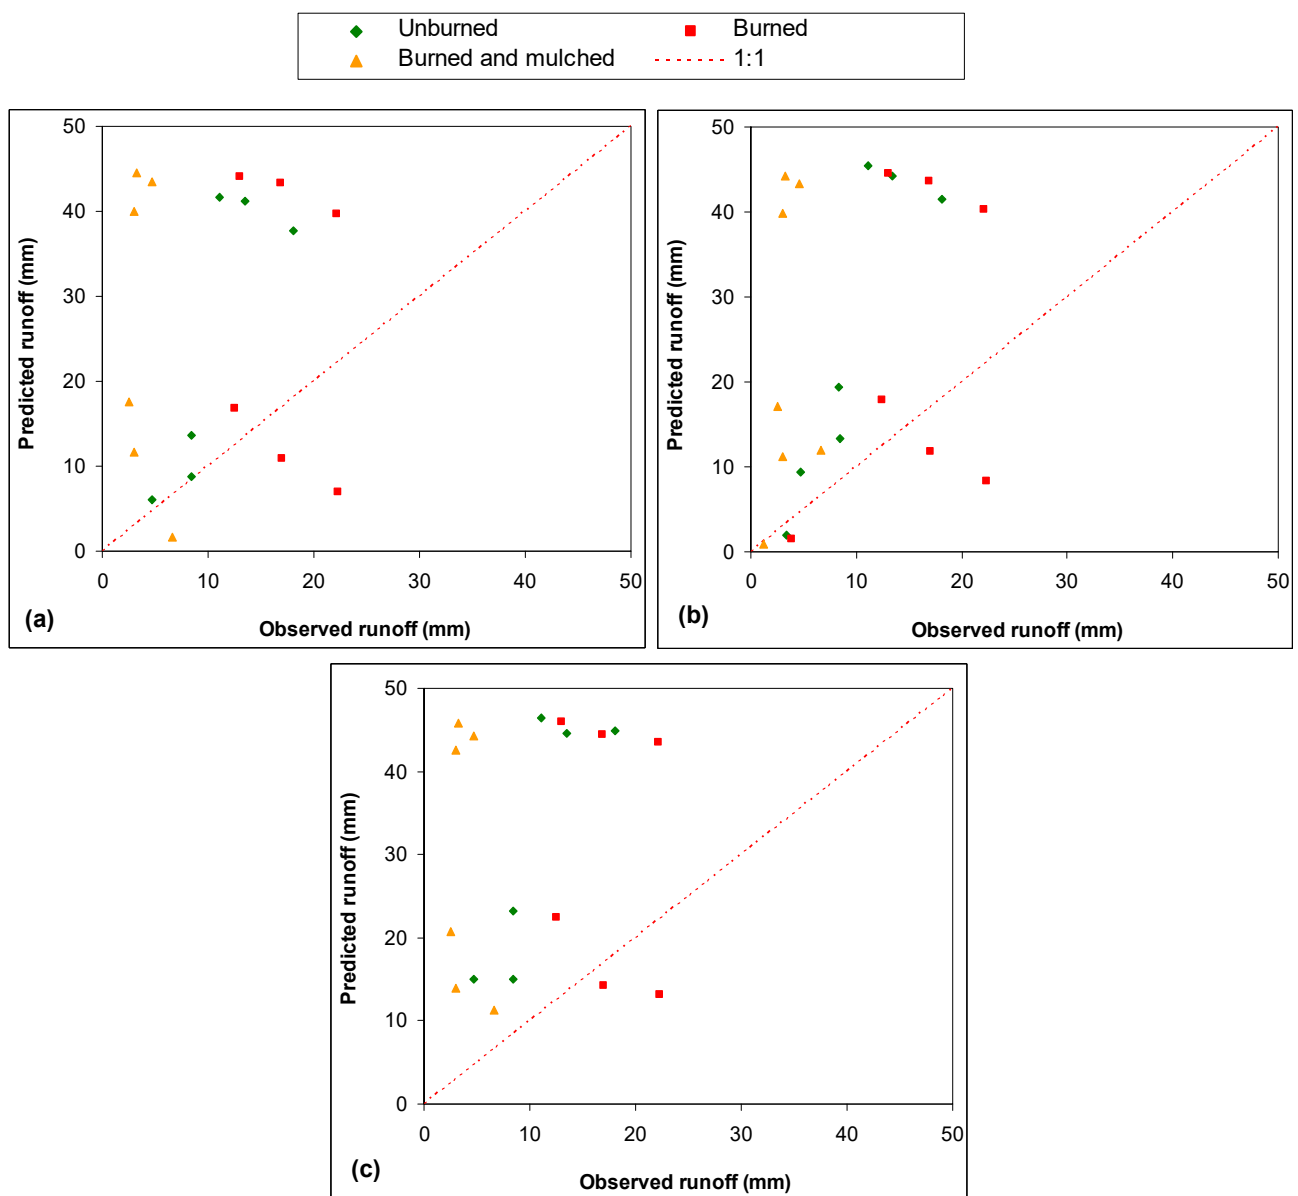 Unburned Burned
Burned and mulched 1:1
50
40
30
20
10
0
0 10 20 30 40 50
Predicted runoff (mm)
Observed runoff (mm)
(a)
50
40
30
20
10
0
0 10 20 30 40 50
Predicted runoff (mm)
Observed runoff (mm)
(b)
50
40
30
20
10
0
0 10 20 30 40 50
Predicted runoff (mm)
Observed runoff (mm)
(c)